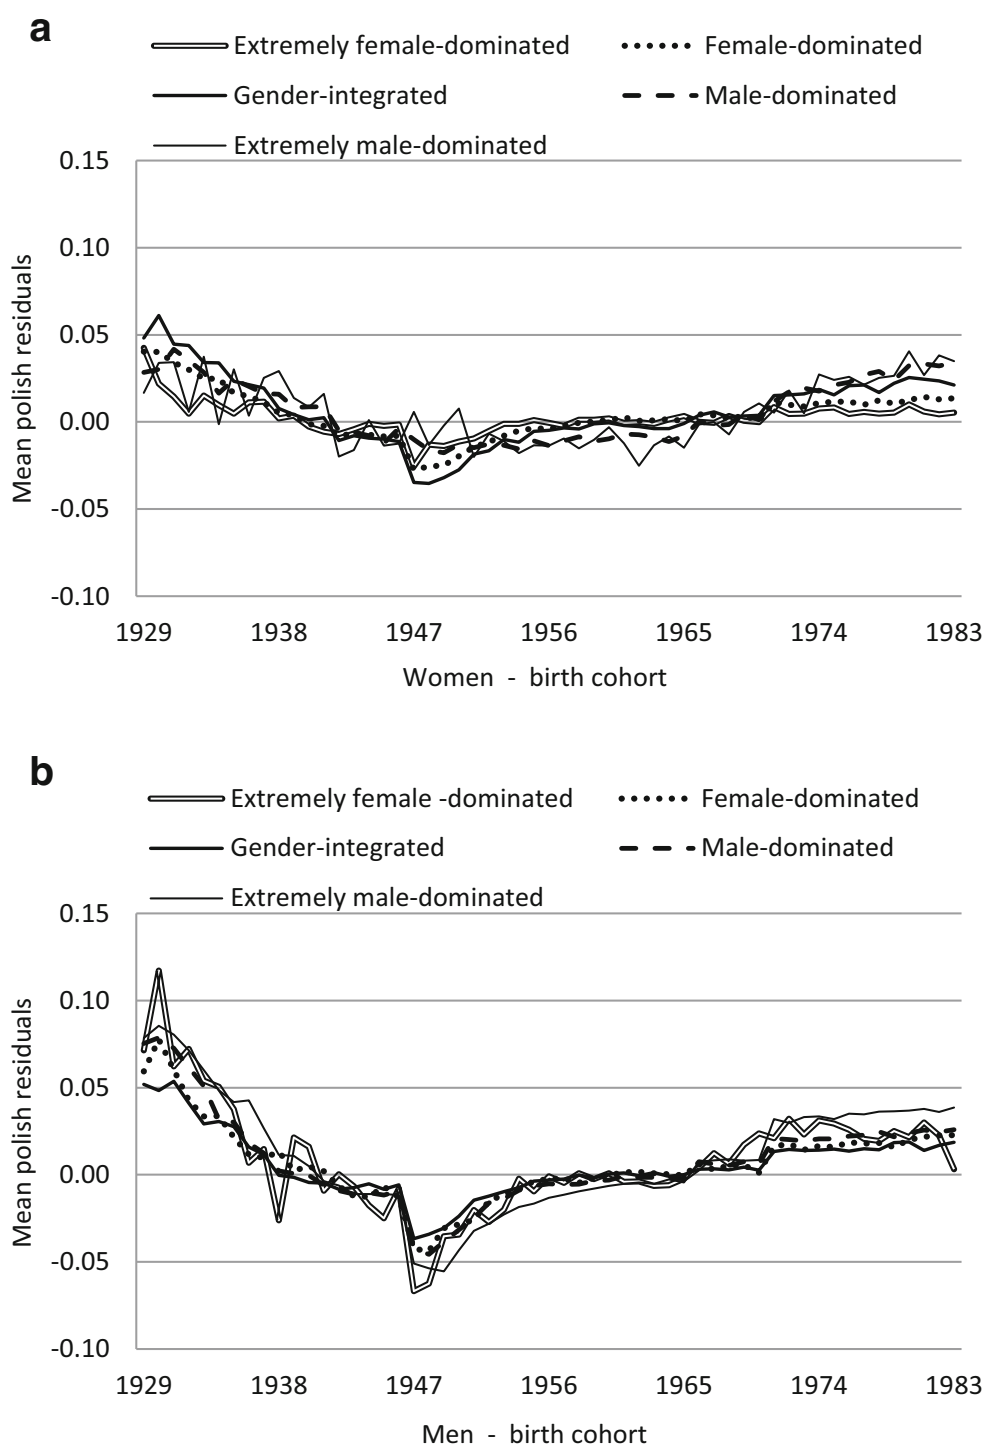 a
Extremely female-dominated Female-dominated
Gender-integrated Male-dominated
Extremely male-dominated
0.15
0.10
0.05
0.00
-0.05
-0.10
Mean polish residuals
1929 1938 1947 1956 1965 1974 1983
Women - birth cohort
b
Extremely female -dominated Female-dominated
Gender-integrated Male-dominated
Extremely male-dominated
0.15
0.10
0.05
0.00
-0.05
-0.10
Mean polish residuals
1929 1938 1947 1956 1965 1974 1983
Men - birth cohort